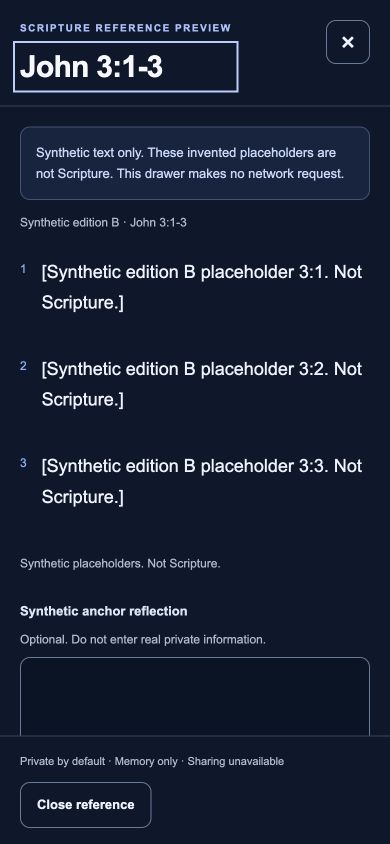 SCRIPTURE REFERENCE PREVIEW
John 3:1-3
Synthetic text only. These invented placeholders are
not Scripture. This drawer makes no network request.
Synthetic edition B · John 3:1-3
1 [Synthetic edition B placeholder 3:1. Not
Scripture.]
2 [Synthetic edition B placeholder 3:2. Not
Scripture.]
3 [Synthetic edition B placeholder 3:3. Not
Scripture.]
Synthetic placeholders. Not Scripture.
Synthetic anchor reflection
Optional. Do not enter real private information.
Private by default · Memory only · Sharing unavailable
Close reference